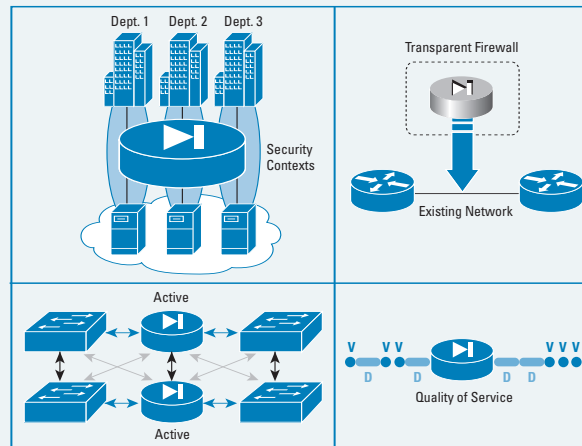 Dept. 1 Dept. 2 Dept. 3
Security
Contexts
Transparent Firewall
Existing Network
Active
Active
V V V V V V
D D D D
Quality of Service